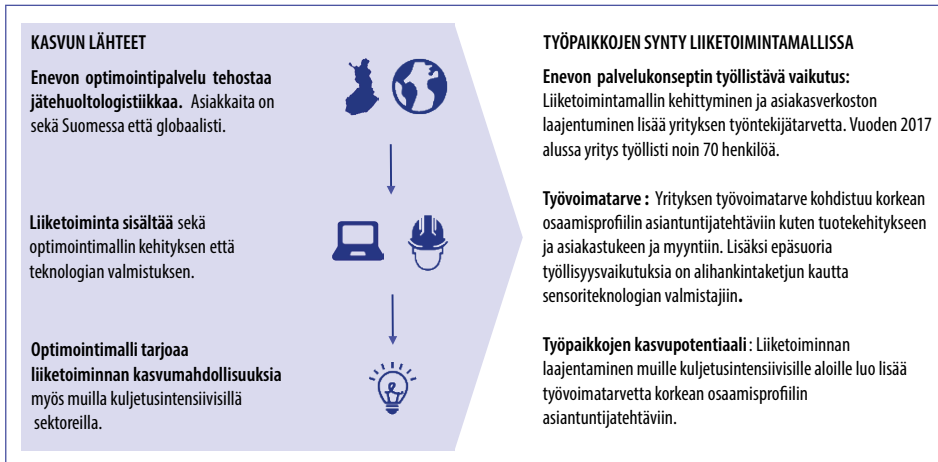 KASVUN LÄHTEET
Enevon optimointipalvelu tehostaa
jätehuoltologistiikkaa. Asiakkaita on
sekä Suomessa että globaalisti.
Liiketoiminta sisältää sekä
optimointimallin kehityksen että
teknologian valmistuksen.
Optimointimalli tarjoaa
liiketoiminnan kasvumahdollisuuksia
myös muilla kuljetusintensiivisillä
sektoreilla.
TYÖPAIKKOJEN SYNTY LIIKETOIMINTAMALLISSA
Enevon palvelukonseptin työllistävä vaikutus:
Liiketoimintamallin kehittyminen ja asiakasverkoston
laajentuminen lisää yrityksen työntekijätarvetta. Vuoden 2017
alussa yritys työllisti noin 70 henkilöä.
Työvoimatarve : Yrityksen työvoimatarve kohdistuu korkean
osaamisprofiilin asiantuntijatehtäviin kuten tuotekehitykseen
ja asiakastukeen ja myyntiin. Lisäksi epäsuoria
työllisyysvaikutuksia on alihankintaketjun kautta
sensoriteknologian valmistajiin.
Työpaikkojen kasvupotentiaali : Liiketoiminnan
laajentaminen muille kuljetusintensiivisille aloille luo lisää
työvoimatarvetta korkean osaamisprofiilin
asiantuntijatehtäviin.